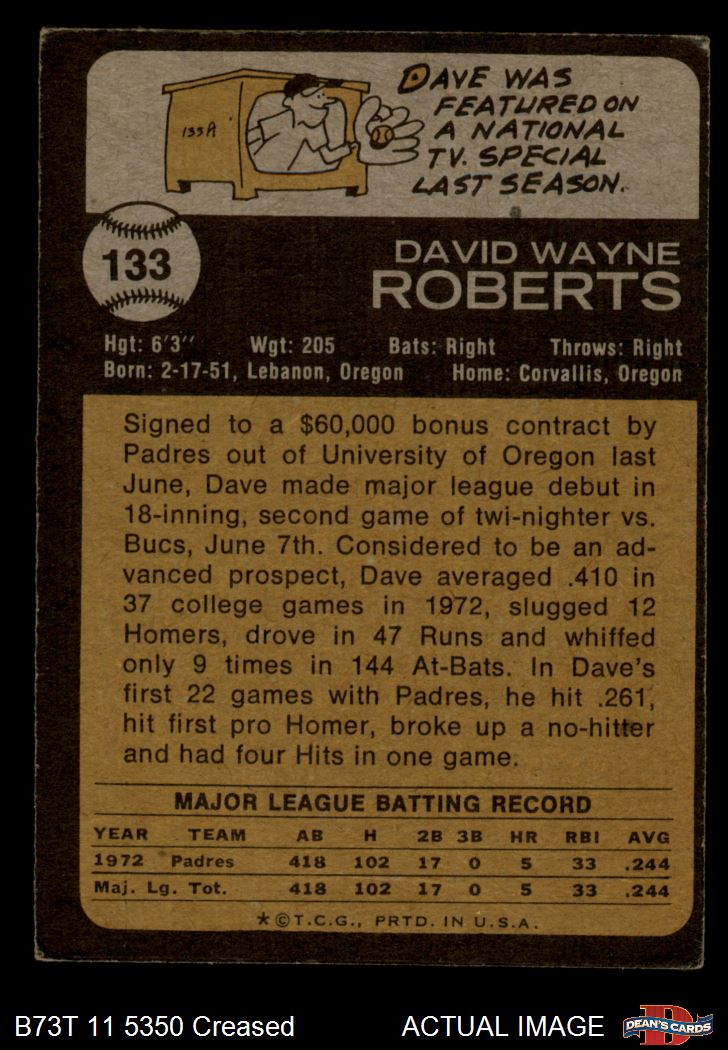 DAVE WAS
FEATURED ON
A NATIONAL
TV. SPECIAL
LAST SEASON.
133A
133
DAVID WAYNE
ROBERTS
Hgt: 6'3" Wgt: 205 Bats: Right Throws: Right
Born: 2-17-51, Lebanon, Oregon Home: Corvallis, Oregon
Signed to a $60,000 bonus contract by
Padres out of University of Oregon last
June, Dave made major league debut in
18-inning, second game of twi-nighter vs.
Bucs, June 7th. Considered to be an ad-
vanced prospect, Dave averaged .410 in
37 college games in 1972, slugged 12
Homers, drove in 47 Runs and whiffed
only 9 times in 144 At-Bats. In Dave's
first 22 games with Padres, he hit .261,
hit first pro Homer, broke up a no-hitter
and had four Hits in one game.
MAJOR LEAGUE BATTING RECORD
YEAR TEAM AB H 2B 3B HR RBI AVG
1972 Padres 418 102 17 0 5 33 .244
Maj. Lg. Tot. 418 102 17 0 5 33 .244
*©T.C.G., PRTD. IN U.S.A.
B73T 11 5350 Creased ACTUAL IMAGE
D
DEAN'S CARDS